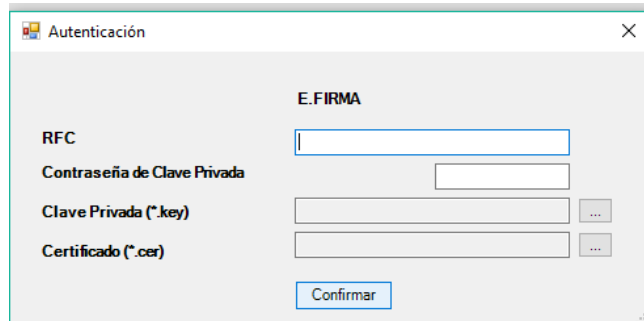 Autenticación
E.FIRMA
RFC
Contraseña de Clave Privada
Clave Privada (*.key)
...
Certificado (*.cer)
...
Confirmar